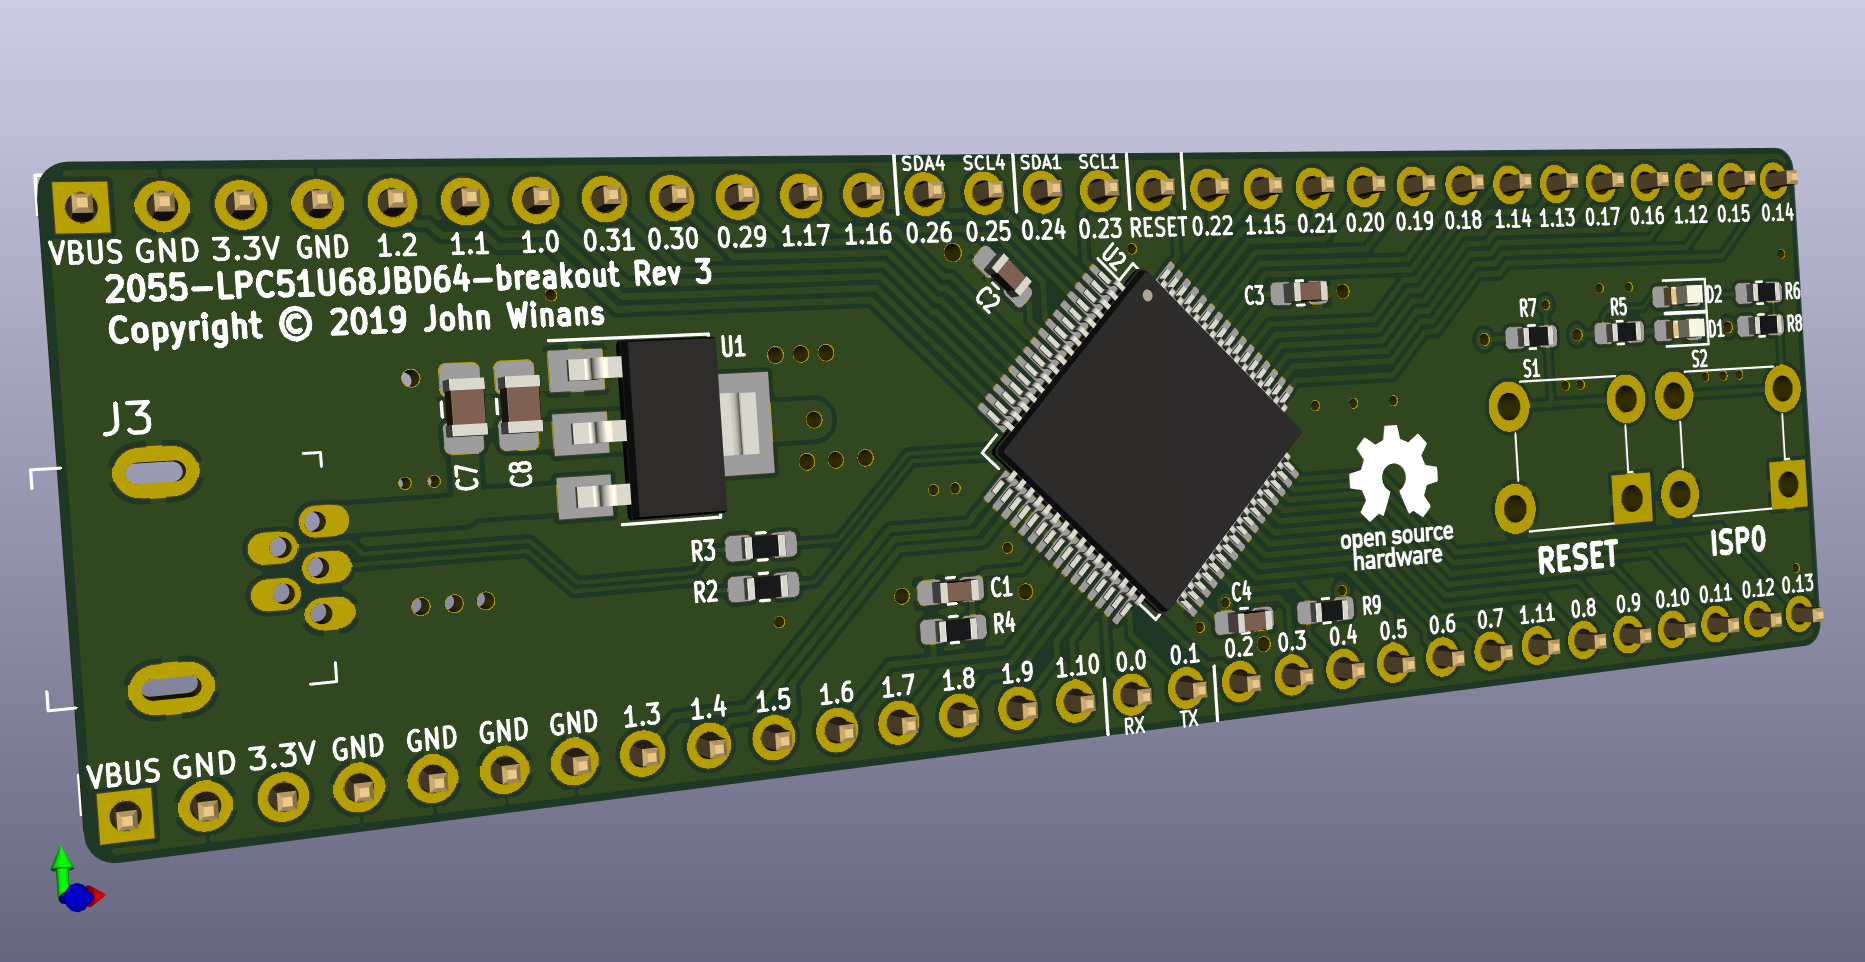 SDA4 SCL4 SDA1 SCL1
VBUS GND 3.3V GND 1.2 1.1 1.0 0.31 0.30 0.29 1.17 1.16 0.26 0.25 0.24 0.23 RESET 0.22 1.15 0.21 0.20 0.19 0.18 1.14 1.13 0.17 0.16 1.12 0.15 0.14
2055-LPC51U68JBD64-breakout Rev 3
Copyright © 2019 John Winans
U2
C2
C3
R7
R5
D2
R6
D1
R8
U1
S1
S2
J3
C7
C8
open source
hardware
RESET
ISP0
R3
R2
C1
R4
C4
R9
VBUS GND 3.3V GND GND GND GND 1.3 1.4 1.5 1.6 1.7 1.8 1.9 1.10 0.0 0.1 0.2 0.3 0.4 0.5 0.6 0.7 1.11 0.8 0.9 0.10 0.11 0.12 0.13
RX TX